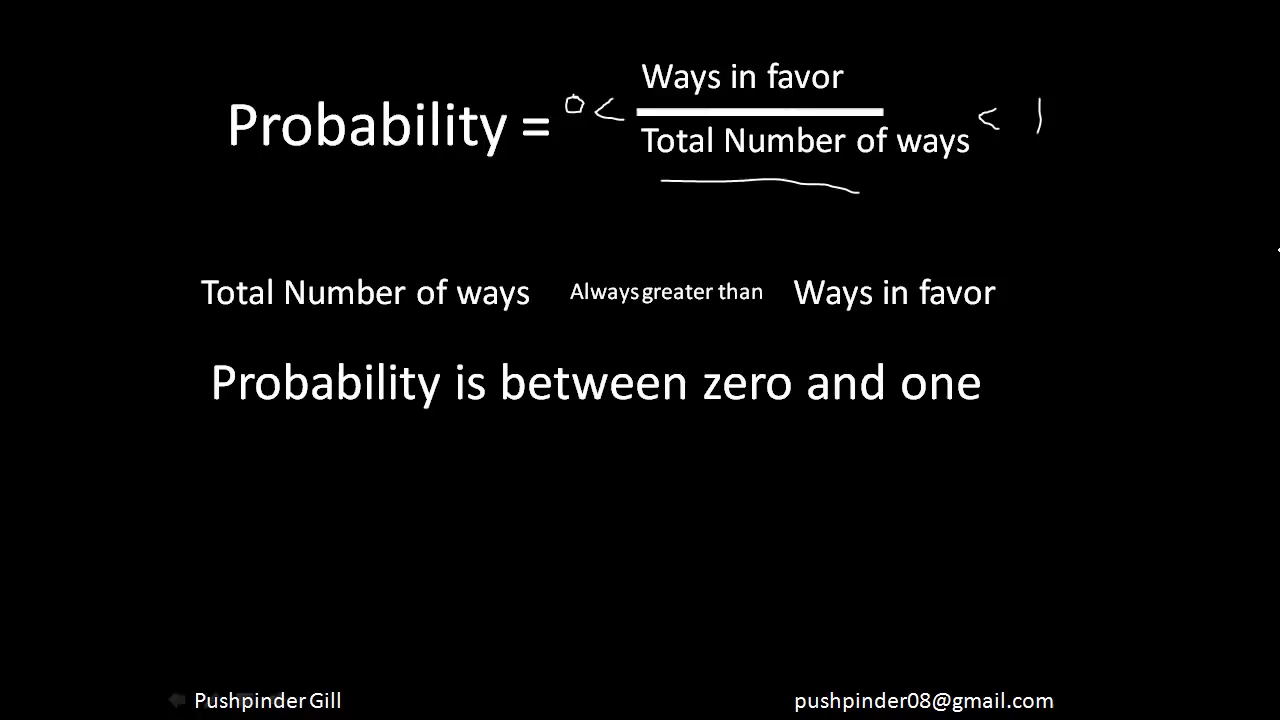 Ways in favor
Probability = 0 < Total Number of ways < 1
Total Number of ways Always greater than Ways in favor
Probability is between zero and one
Pushpinder Gill pushpinder08@gmail.com